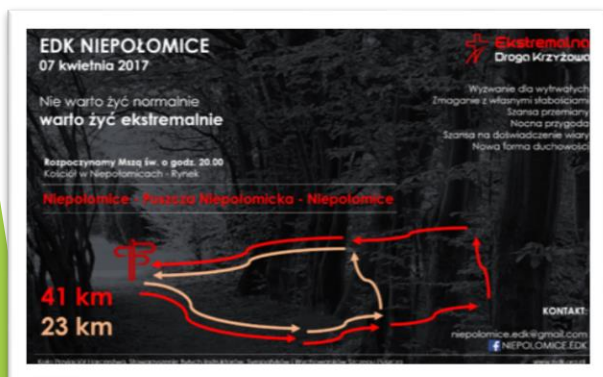 EDK NIEPOŁOMICE
07 kwietnia 2017
Nie warto żyć normalnie
warto żyć ekstremalnie
Rozpoczynamy Mszą św. o godz. 20.00
Kościół w Niepołomicach - Rynek
Niepołomice - Puszcza Niepołomicka - Niepołomice
Ekstremalna
Droga Krzyżowa
Wyzwanie dla wytrwałych
Zmaganie z własnymi słabościami
Szansa przemiany
Nocna przygoda
Szansa na doświadczenie wiary
Nowa forma duchowości
41 km
23 km
KONTAKT:
niepolomice.edk@gmail.com
NIEPOLOMICE.EDK